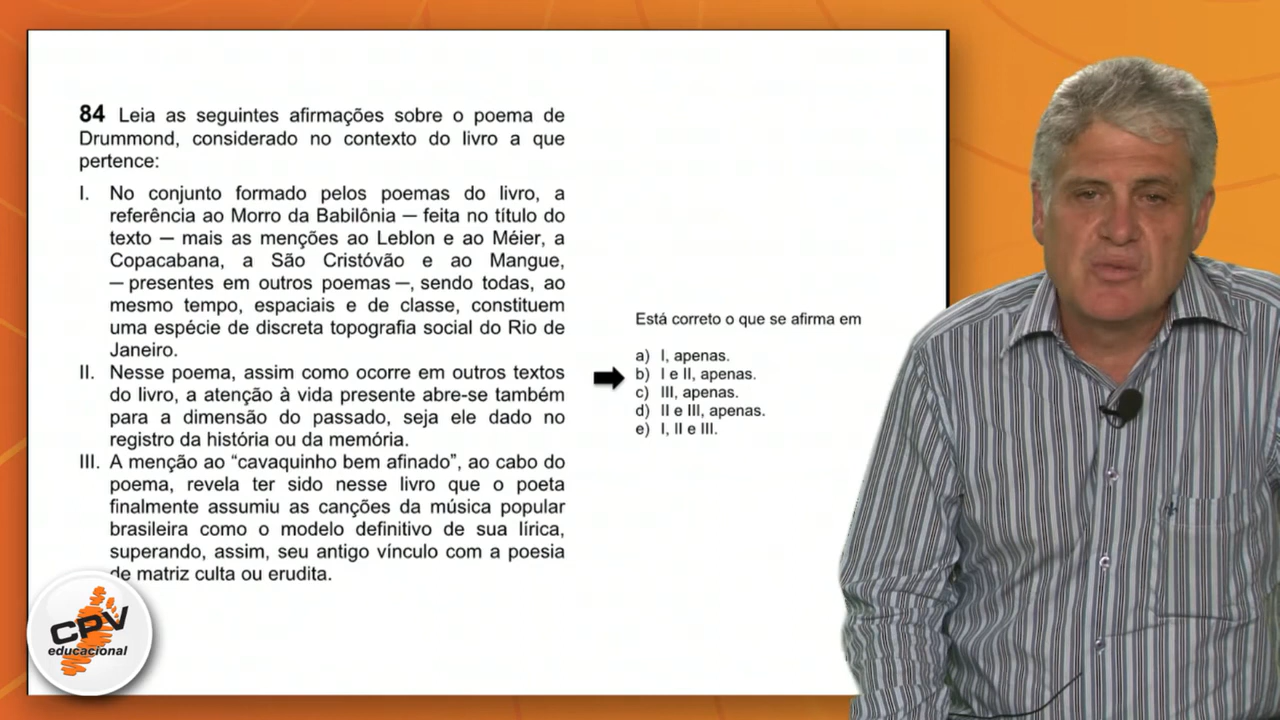 84 Leia as seguintes afirmações sobre o poema de
Drummond, considerado no contexto do livro a que
pertence:
I. No conjunto formado pelos poemas do livro, a
referência ao Morro da Babilônia — feita no título do
texto — mais as menções ao Leblon e ao Méier, a
Copacabana, a São Cristóvão e ao Mangue,
— presentes em outros poemas —, sendo todas, ao
mesmo tempo, espaciais e de classe, constituem
uma espécie de discreta topografia social do Rio de
Janeiro.
II. Nesse poema, assim como ocorre em outros textos
do livro, a atenção à vida presente abre-se também
para a dimensão do passado, seja ele dado no
registro da história ou da memória.
III. A menção ao “cavaquinho bem afinado”, ao cabo do
poema, revela ter sido nesse livro que o poeta
finalmente assumiu as canções da música popular
brasileira como o modelo definitivo de sua lírica,
superando, assim, seu antigo vínculo com a poesia
de matriz culta ou erudita.
Está correto o que se afirma em
a) I, apenas.
b) I e II, apenas.
c) III, apenas.
d) II e III, apenas.
e) I, II e III.
CPV
educacional